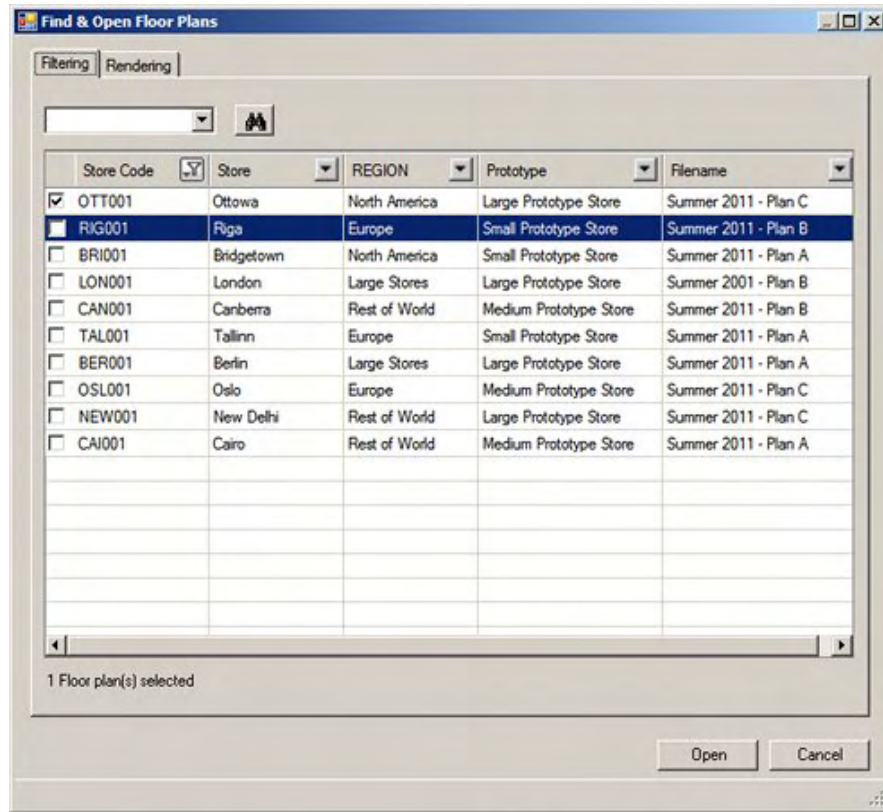 Find & Open Floor Plans
Filtering Rendering
Store Code Store REGION Prototype Filename
OTT001 Ottowa North America Large Prototype Store Summer 2011 - Plan C
RIG001 Riga Europe Small Prototype Store Summer 2011 - Plan B
BRI001 Bridgetown North America Small Prototype Store Summer 2011 - Plan A
LON001 London Large Stores Large Prototype Store Summer 2001 - Plan B
CAN001 Canberra Rest of World Medium Prototype Store Summer 2011 - Plan B
TAL001 Tallinn Europe Small Prototype Store Summer 2011 - Plan A
BER001 Berlin Large Stores Large Prototype Store Summer 2011 - Plan A
OSL001 Oslo Europe Medium Prototype Store Summer 2011 - Plan C
NEW001 New Delhi Rest of World Large Prototype Store Summer 2011 - Plan C
CAI001 Cairo Rest of World Medium Prototype Store Summer 2011 - Plan A
1 Floor plan(s) selected
Open Cancel